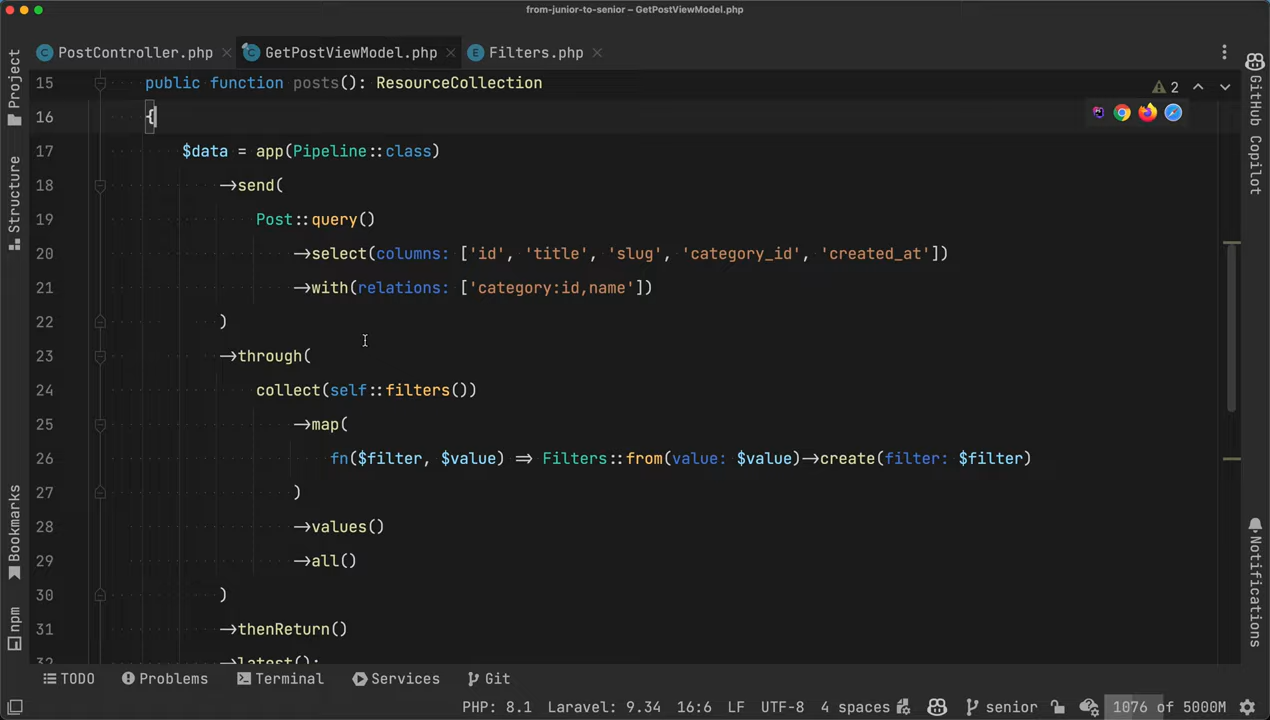 from-junior-to-senior – GetPostViewModel.php
PostController.php
GetPostViewModel.php
Filters.php
Project
Structure
Bookmarks
npm
GitHub Copilot
Notifications
2
15 public function posts(): ResourceCollection
16 {
17 $data = app(Pipeline::class)
18 ->send(
19 Post::query()
20 ->select(columns: ['id', 'title', 'slug', 'category_id', 'created_at'])
21 ->with(relations: ['category:id,name'])
22 )
23 ->through(
24 collect(self::filters())
25 ->map(
26 fn($filter, $value) => Filters::from(value: $value)->create(filter: $filter)
27 )
28 ->values()
29 ->all()
30 )
31 ->thenReturn()
32 ->latest();
TODO Problems Terminal Services Git
PHP: 8.1 Laravel: 9.34 16:6 LF UTF-8 4 spaces senior 1076 of 5000M